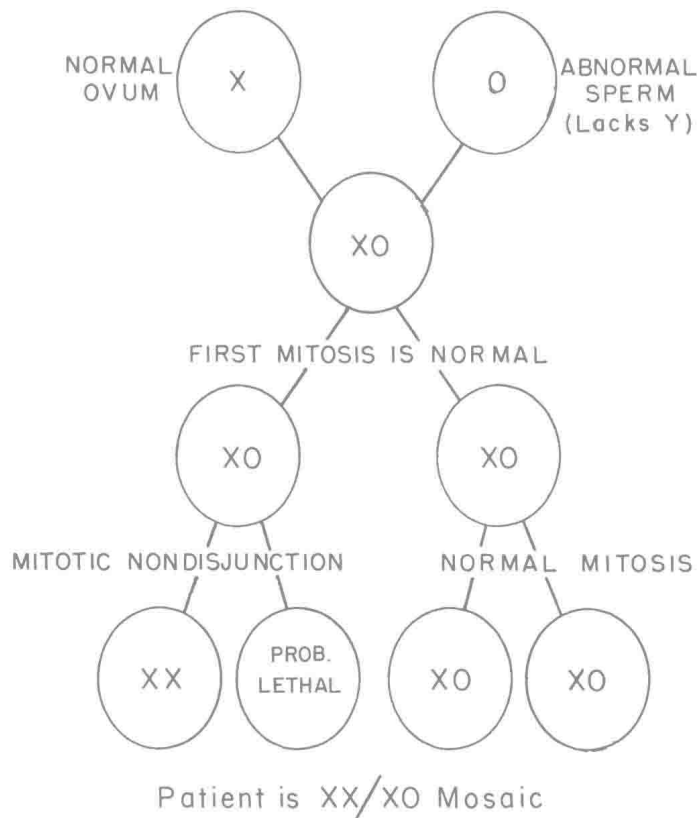 NORMAL
OVUM
X
O
ABNORMAL
SPERM
(Lacks Y)
XO
FIRST MITOSIS IS NORMAL
XO
XO
MITOTIC NONDISJUNCTION
NORMAL MITOSIS
XX
PROB.
LETHAL
XO
XO
Patient is XX/XO Mosaic